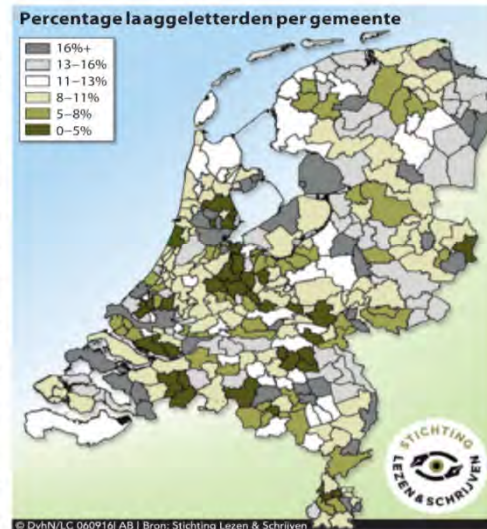 Percentage laaggeletterden per gemeente
16%+
13–16%
11–13%
8–11%
5–8%
0–5%
STICHTING
LEZEN & SCHRIJVEN
© DvhN/LC 060916| AB | Bron: Stichting Lezen & Schrijven